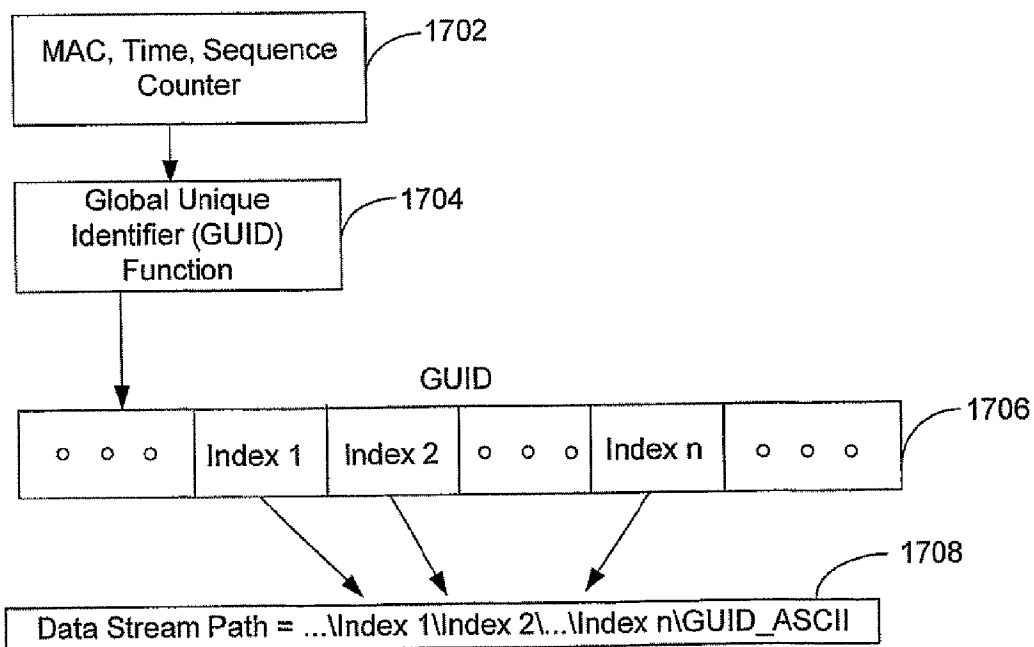 MAC, Time, Sequence
Counter
1702
Global Unique
Identifier (GUID)
Function
1704
GUID
○ ○ ○ Index 1 Index 2 ○ ○ ○ Index n ○ ○ ○
1706
1708
Data Stream Path = ...\Index 1\Index 2\...\Index n\GUID_ASCII